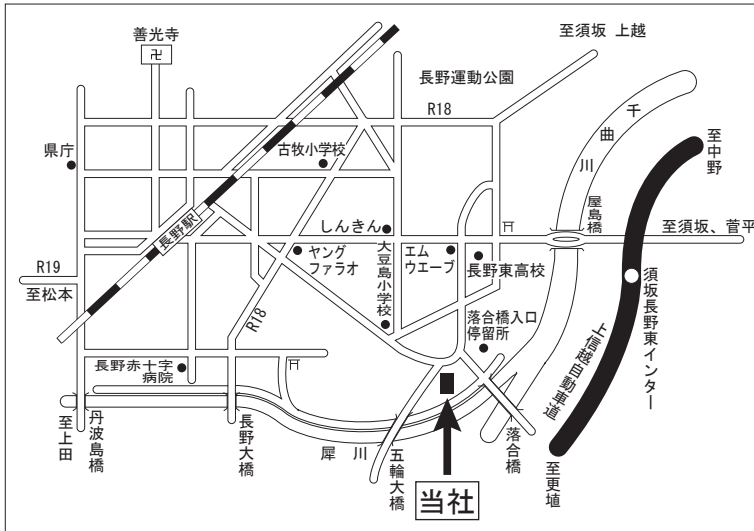 善光寺
卍
至須坂 上越
長野運動公園
R18
千曲川
県庁
古牧小学校
至中野
長野駅
しんきん
屋島橋
至須坂、菅平
R19
至松本
ヤング
ファラオ
大豆島小学校
エム
ウエーブ
長野東高校
須坂長野東インター
R18
落合橋入口
停留所
上信越自動車道
長野赤十字
病院
至上田
丹波島橋
長野大橋
犀川
五輪大橋
落合橋
至更埴
当社